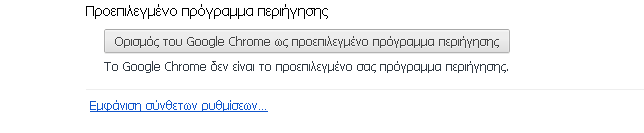 Προεπιλεγμένο πρόγραμμα περιήγησης
Ορισμός του Google Chrome ως προεπιλεγμένο πρόγραμμα περιήγησης
Το Google Chrome δεν είναι το προεπιλεγμένο σας πρόγραμμα περιήγησης.
Εμφάνιση σύνθετων ρυθμίσεων...